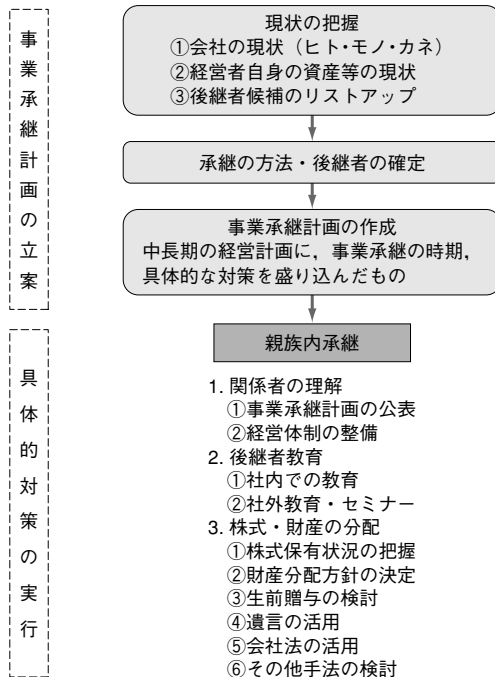 事業承継計画の立案
現状の把握
①会社の現状（ヒト・モノ・カネ）
②経営者自身の資産等の現状
③後継者候補のリストアップ
承継の方法・後継者の確定
事業承継計画の作成
中長期の経営計画に，事業承継の時期，
具体的な対策を盛り込んだもの
具体的対策の実行
親族内承継
1. 関係者の理解
①事業承継計画の公表
②経営体制の整備
2. 後継者教育
①社内での教育
②社外教育・セミナー
3. 株式・財産の分配
①株式保有状況の把握
②財産分配方針の決定
③生前贈与の検討
④遺言の活用
⑤会社法の活用
⑥その他手法の検討